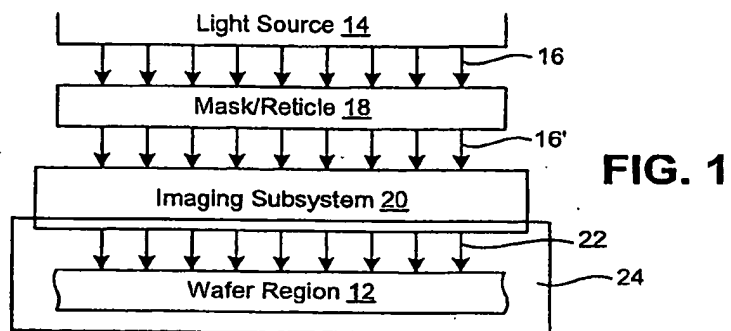 Light Source 14
16
Mask/Reticle 18
16'
FIG. 1
Imaging Subsystem 20
22
24
Wafer Region 12